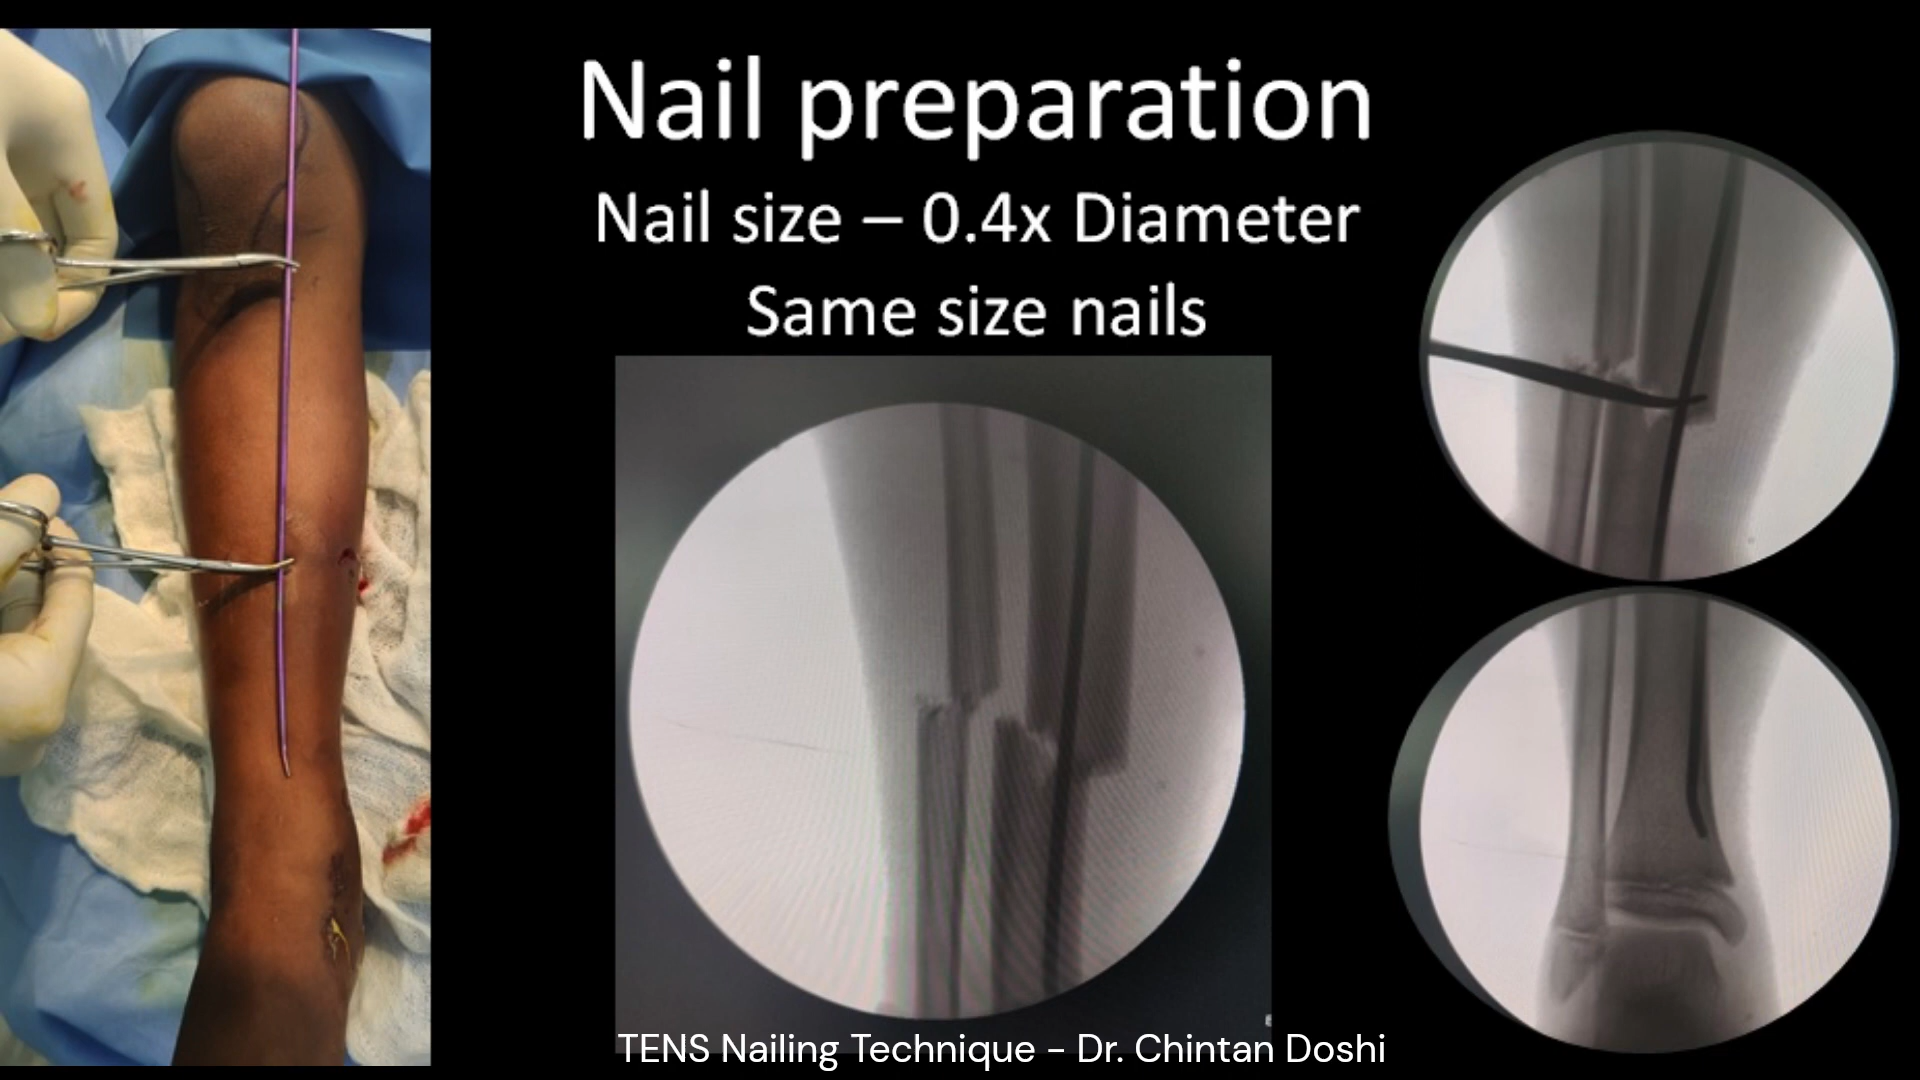 Nail preparation
Nail size – 0.4x Diameter
Same size nails
TENS Nailing Technique - Dr. Chintan Doshi